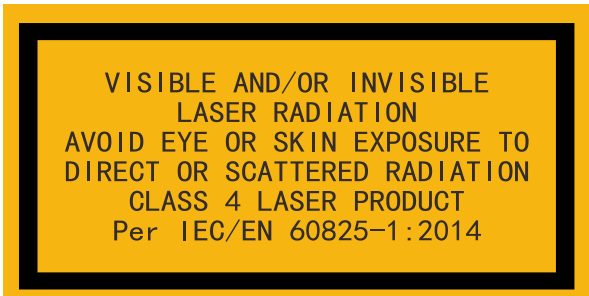 VISIBLE AND/OR INVISIBLE
LASER RADIATION
AVOID EYE OR SKIN EXPOSURE TO
DIRECT OR SCATTERED RADIATION
CLASS 4 LASER PRODUCT
Per IEC/EN 60825-1:2014